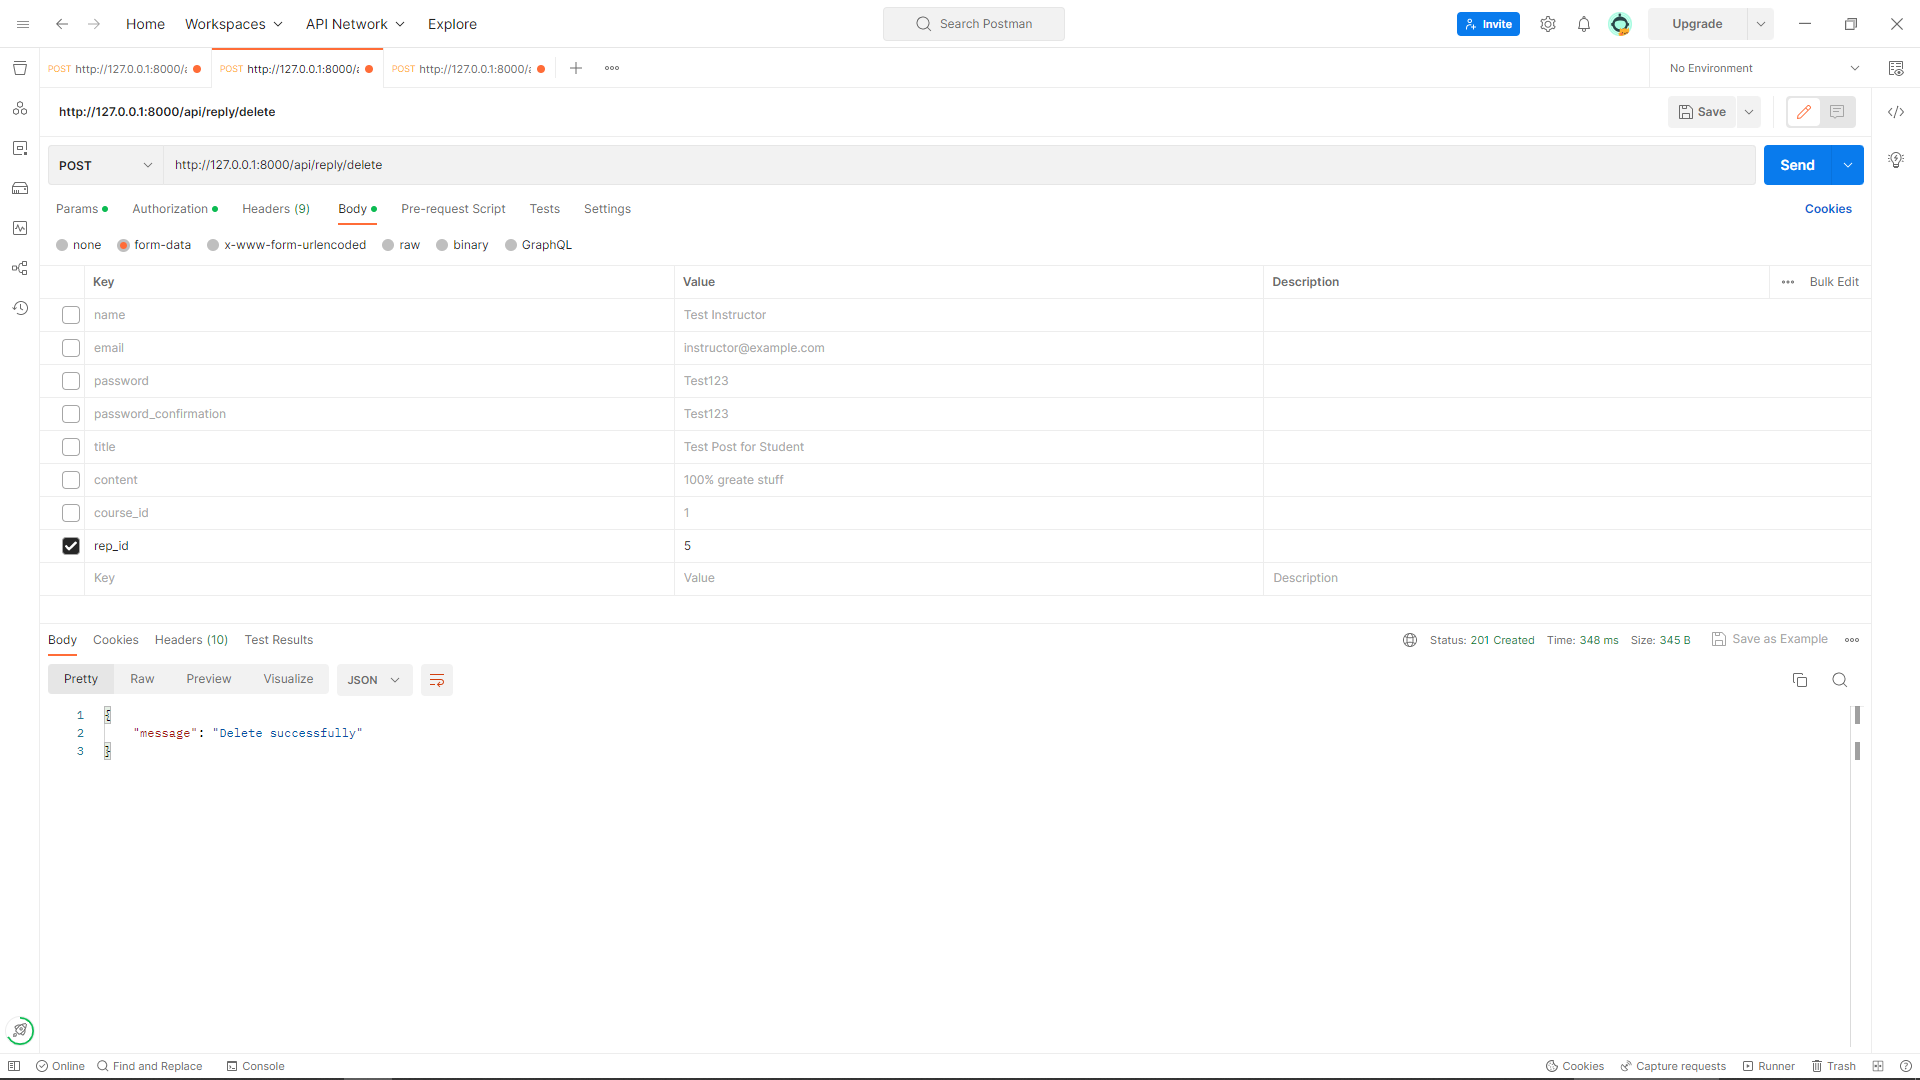 Home Workspaces API Network Explore Search Postman Invite Upgrade
POST http://127.0.0.1:8000/a POST http://127.0.0.1:8000/a POST http://127.0.0.1:8000/a No Environment
http://127.0.0.1:8000/api/reply/delete Save
POST http://127.0.0.1:8000/api/reply/delete Send
Params Authorization Headers (9) Body Pre-request Script Tests Settings Cookies
none form-data x-www-form-urlencoded raw binary GraphQL
Key Value Description Bulk Edit
name Test Instructor
email instructor@example.com
password Test123
password_confirmation Test123
title Test Post for Student
content 100% greate stuff
course_id 1
rep_id 5
Key Value Description
Body Cookies Headers (10) Test Results Status: 201 Created Time: 348 ms Size: 345 B Save as Example
Pretty Raw Preview Visualize JSON
1 {
2 "message": "Delete successfully"
3 }
Online Find and Replace Console Cookies Capture requests Runner Trash